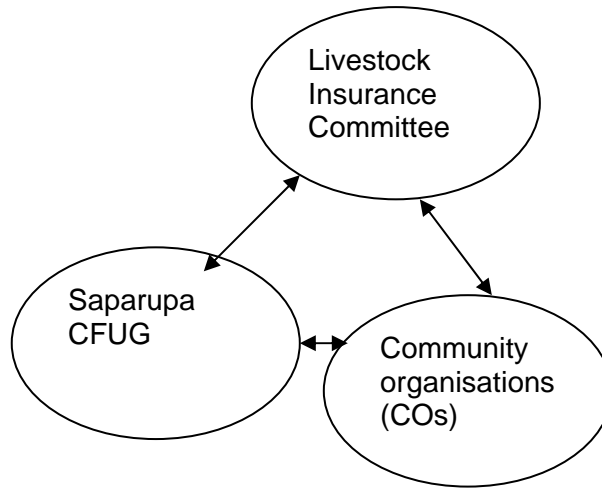 Livestock
Insurance
Committee
Saparupa
CFUG
Community
organisations
(COs)